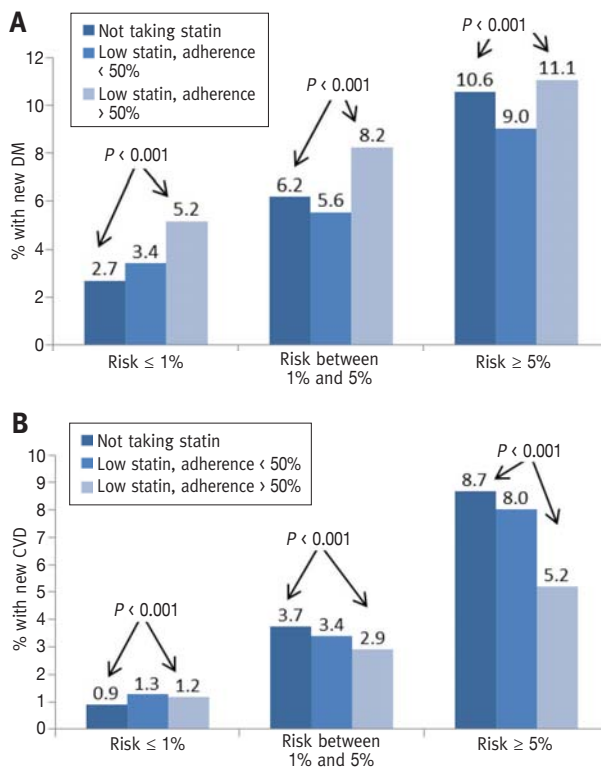 A
Not taking statin
Low statin, adherence
‹ 50%
Low statin, adherence
› 50%
% with new DM
12
10
8
6
4
2
0
P ‹ 0.001
2.7
3.4
5.2
P ‹ 0.001
6.2
5.6
8.2
P ‹ 0.001
10.6
9.0
11.1
Risk ≤ 1%
Risk between
1% and 5%
Risk ≥ 5%
B
Not taking statin
Low statin, adherence ‹ 50%
Low statin, adherence › 50%
% with new CVD
10
9
8
7
6
5
4
3
2
1
0
P ‹ 0.001
0.9
1.3
1.2
P ‹ 0.001
3.7
3.4
2.9
P ‹ 0.001
8.7
8.0
5.2
Risk ≤ 1%
Risk between
1% and 5%
Risk ≥ 5%